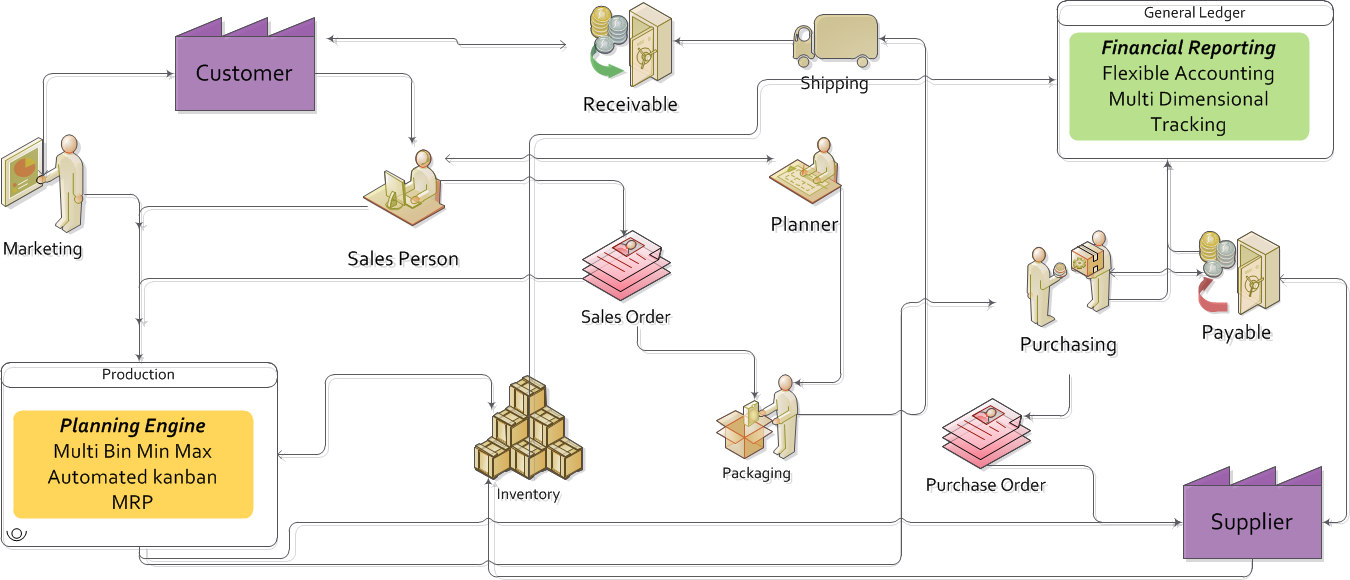 General Ledger
Financial Reporting
Flexible Accounting
Multi Dimensional
Tracking
Customer
Receivable
Shipping
Marketing
Sales Person
Planner
Sales Order
Purchasing
Payable
Production
Planning Engine
Multi Bin Min Max
Automated kanban
MRP
Inventory
Packaging
Purchase Order
Supplier